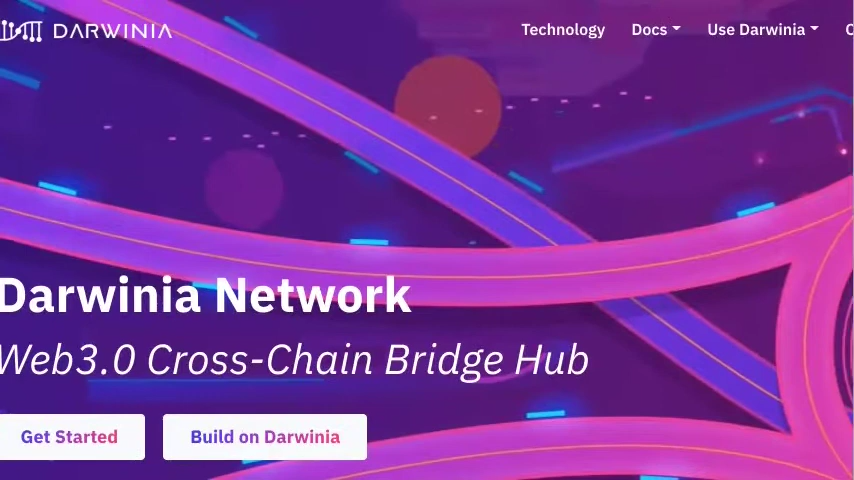 DARWINIA
Technology Docs Use Darwinia
Darwinia Network
Web3.0 Cross-Chain Bridge Hub
Get Started Build on Darwinia